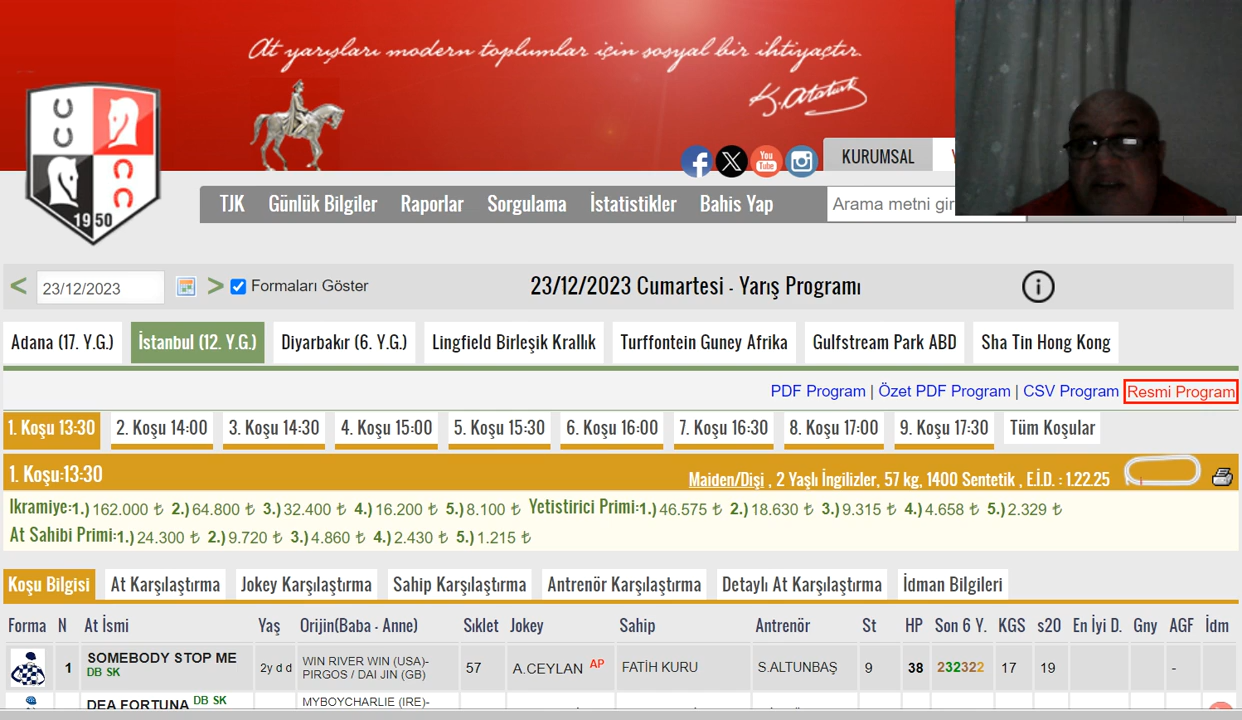 At yarışları modern toplumlar için sosyal bir ihtiyaçtır.
K. Atatürk
1950
You Tube
KURUMSAL
TJK Günlük Bilgiler Raporlar Sorgulama İstatistikler Bahis Yap
Arama metni gir
< 23/12/2023 > Formaları Göster
23/12/2023 Cumartesi - Yarış Programı
Adana (17. Y.G.) İstanbul (12. Y.G.) Diyarbakır (6. Y.G.) Lingfield Birleşik Krallık Turffontein Guney Afrika Gulfstream Park ABD Sha Tin Hong Kong
PDF Program | Özet PDF Program | CSV Program Resmi Program
1. Koşu 13:30 2. Koşu 14:00 3. Koşu 14:30 4. Koşu 15:00 5. Koşu 15:30 6. Koşu 16:00 7. Koşu 16:30 8. Koşu 17:00 9. Koşu 17:30 Tüm Koşular
1. Koşu:13:30 Maiden/Dişi , 2 Yaşlı İngilizler, 57 kg, 1400 Sentetik , E.İ.D. : 1.22.25
Ikramiye:1.) 162.000 ₺ 2.) 64.800 ₺ 3.) 32.400 ₺ 4.) 16.200 ₺ 5.) 8.100 ₺ Yetistirici Primi:1.) 46.575 ₺ 2.) 18.630 ₺ 3.) 9.315 ₺ 4.) 4.658 ₺ 5.) 2.329 ₺
At Sahibi Primi:1.) 24.300 ₺ 2.) 9.720 ₺ 3.) 4.860 ₺ 4.) 2.430 ₺ 5.) 1.215 ₺
Koşu Bilgisi At Karşılaştırma Jokey Karşılaştırma Sahip Karşılaştırma Antrenör Karşılaştırma Detaylı At Karşılaştırma İdman Bilgileri
Forma N At İsmi Yaş Orijin(Baba - Anne) Sıklet Jokey Sahip Antrenör St HP Son 6 Y. KGS s20 En İyi D. Gny AGF İdm
1 SOMEBODY STOP ME DB SK 2y d d WIN RIVER WIN (USA)- PIRGOS / DAI JIN (GB) 57 A.CEYLAN AP FATİH KURU S.ALTUNBAŞ 9 38 232322 17 19 -
DEA FORTUNA DB SK MYBOYCHARLIE (IRE)-